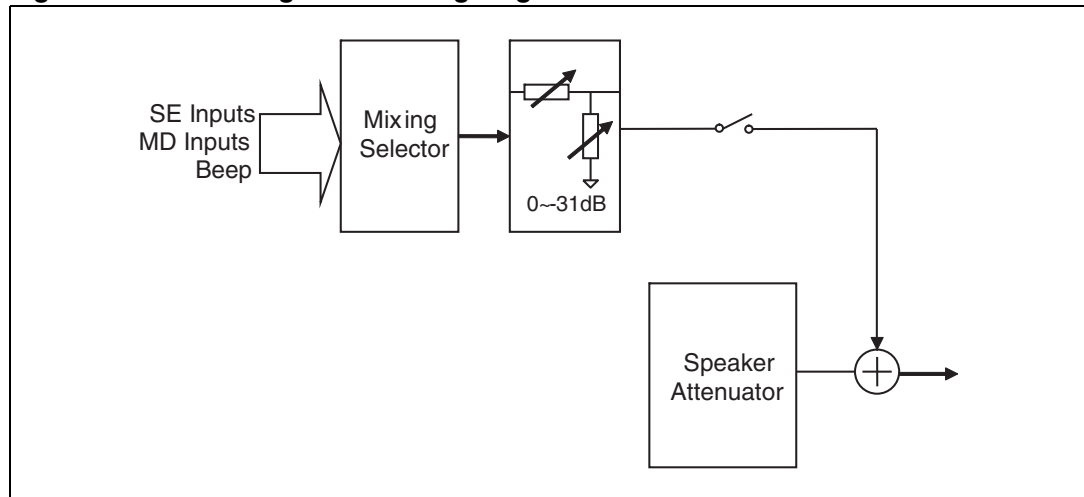 SE Inputs
MD Inputs
Beep
Mixing
Selector
0~-31dB
Speaker
Attenuator